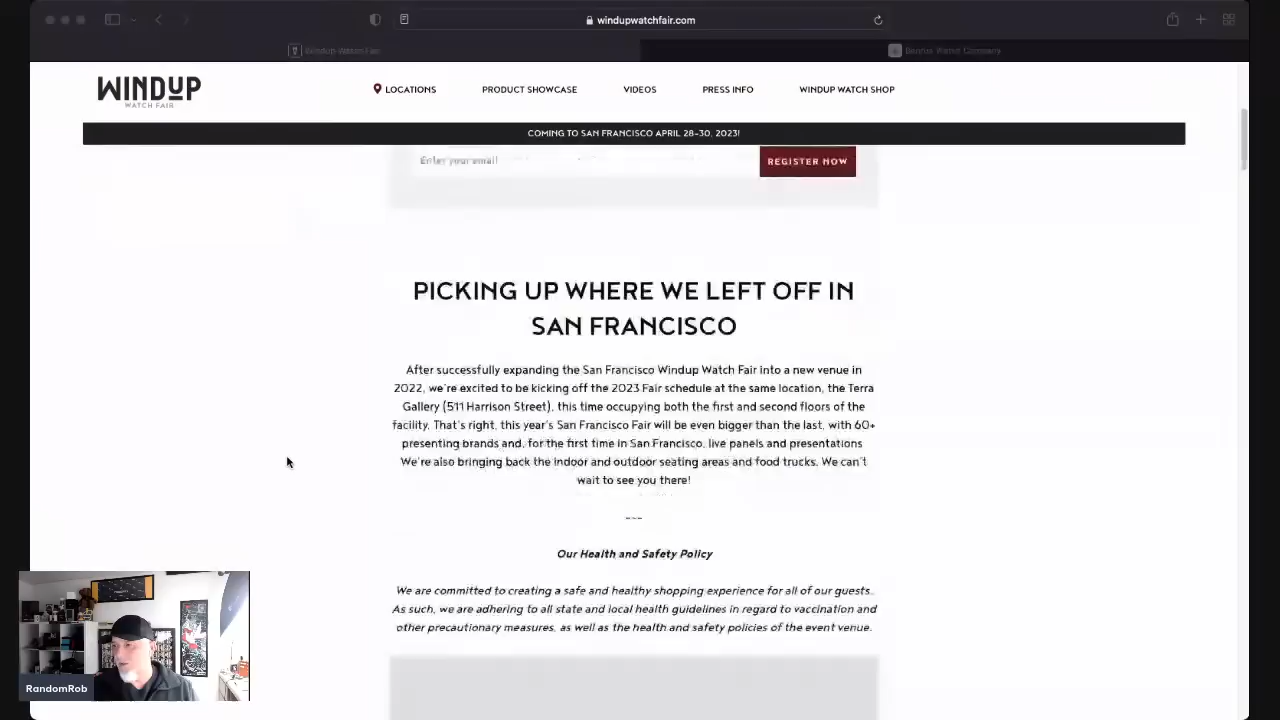 windupwatchfair.com
Windup Watch Fair
WINDUP
WATCH FAIR
LOCATIONS
PRODUCT SHOWCASE
VIDEOS
PRESS INFO
WINDUP WATCH SHOP
COMING TO SAN FRANCISCO APRIL 28-30, 2023!
Enter your email
REGISTER NOW
PICKING UP WHERE WE LEFT OFF IN
SAN FRANCISCO
After successfully expanding the San Francisco Windup Watch Fair into a new venue in
2022, we're excited to be kicking off the 2023 Fair schedule at the same location, the Terra
Gallery (511 Harrison Street), this time occupying both the first and second floors of the
facility. That's right, this year's San Francisco Fair will be even bigger than the last, with 60+
presenting brands and, for the first time in San Francisco, live panels and presentations
We're also bringing back the indoor and outdoor seating areas and food trucks. We can't
wait to see you there!
---
Our Health and Safety Policy
We are committed to creating a safe and healthy shopping experience for all of our guests.
As such, we are adhering to all state and local health guidelines in regard to vaccination and
other precautionary measures, as well as the health and safety policies of the event venue.
RandomRob